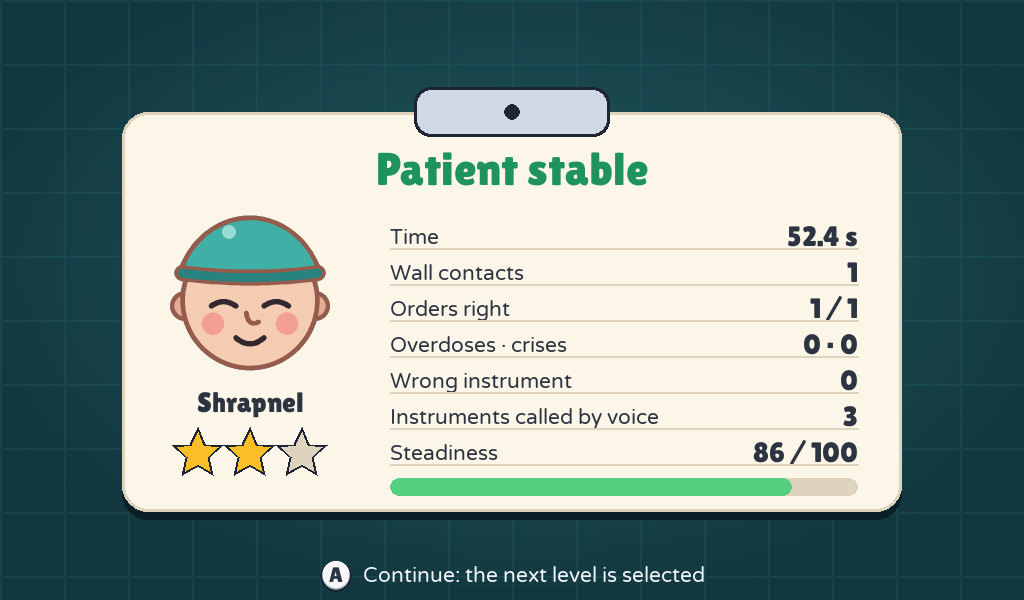 Patient stable
Time 52.4 s
Wall contacts 1
Orders right 1 / 1
Overdoses · crises 0 · 0
Wrong instrument 0
Instruments called by voice 3
Steadiness 86 / 100
Shrapnel
A Continue: the next level is selected